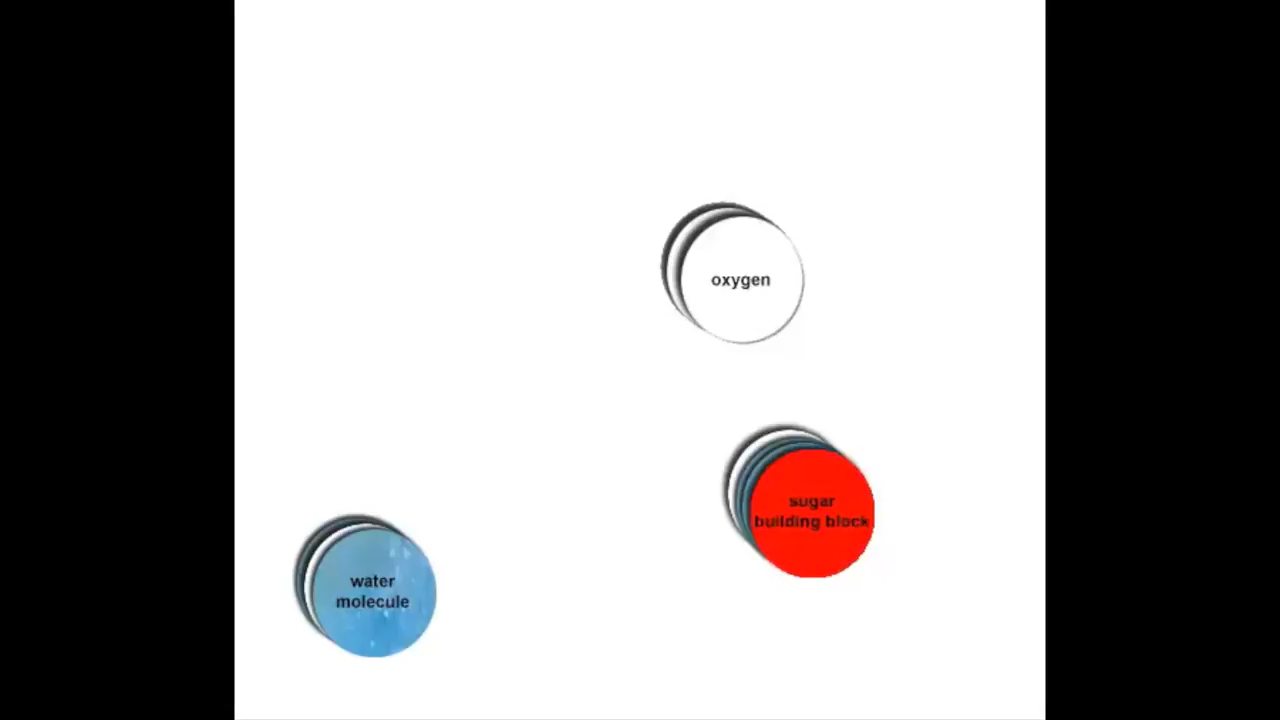 oxygen
sugar
building block
water
molecule